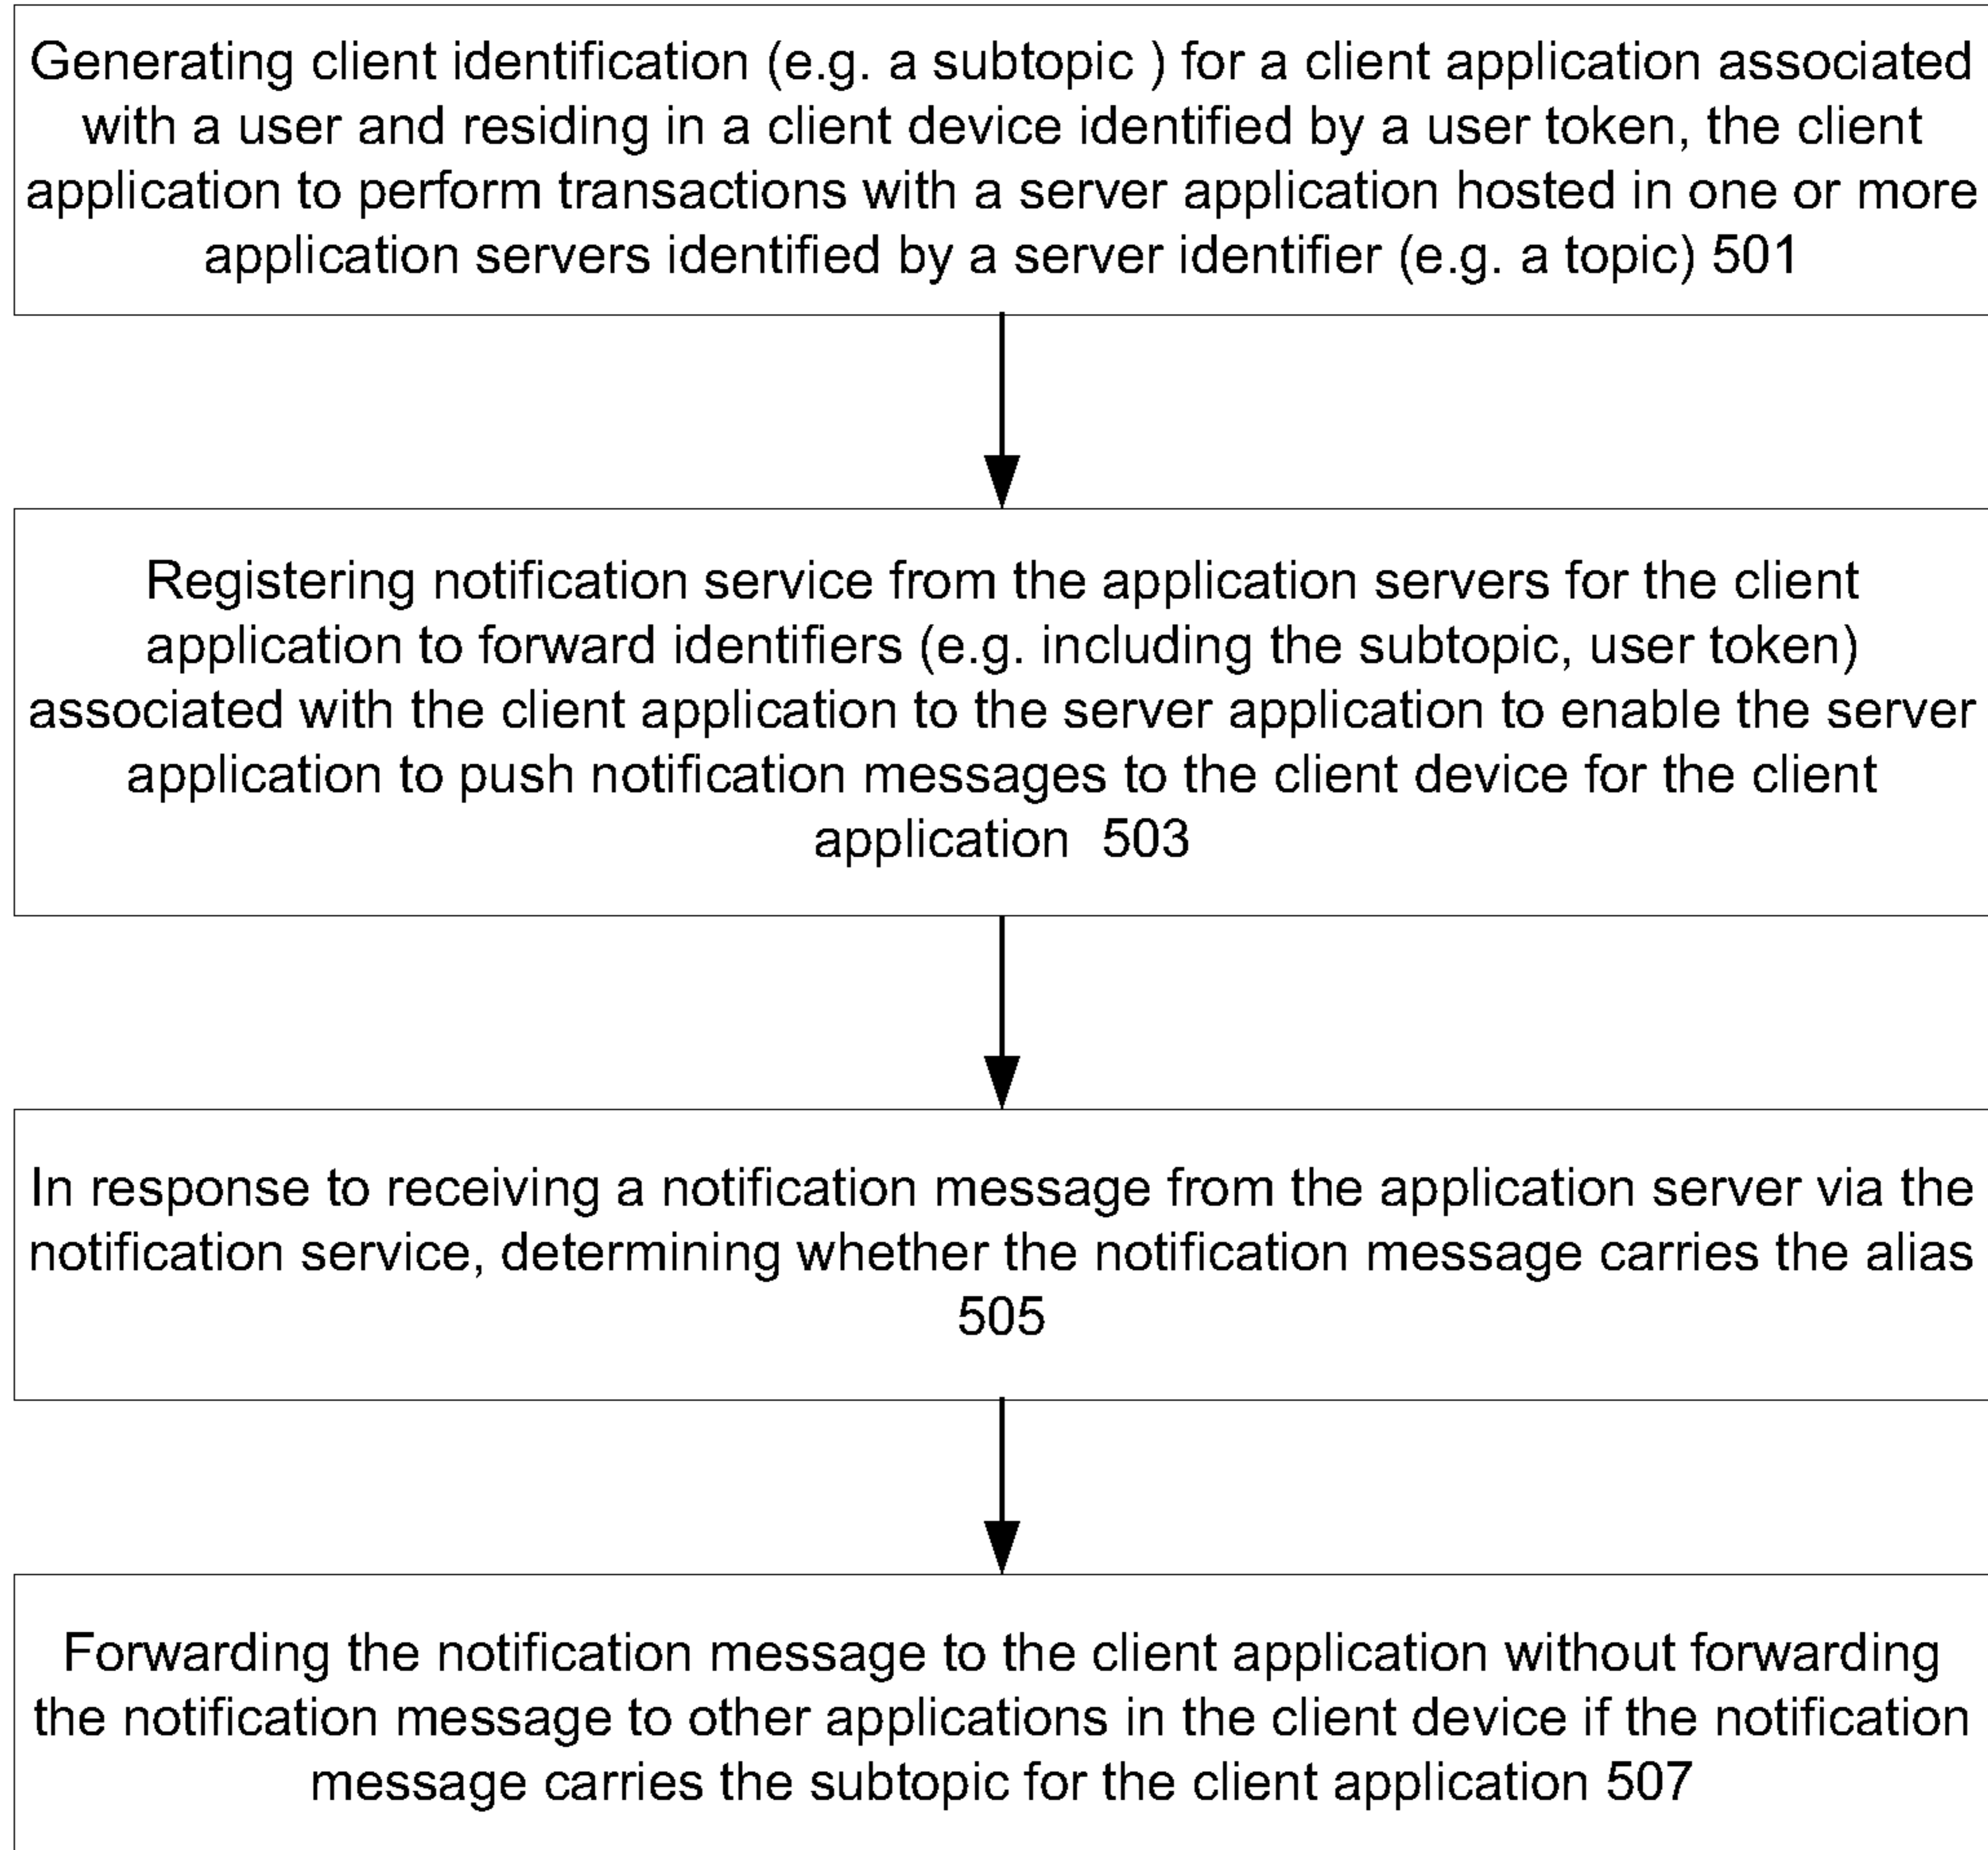 Generating client identification (e.g. a subtopic ) for a client application associated
with a user and residing in a client device identified by a user token, the client
application to perform transactions with a server application hosted in one or more
application servers identified by a server identifier (e.g. a topic) 501
Registering notification service from the application servers for the client
application to forward identifiers (e.g. including the subtopic, user token)
associated with the client application to the server application to enable the server
application to push notification messages to the client device for the client
application  503
In response to receiving a notification message from the application server via the
notification service, determining whether the notification message carries the alias
505
Forwarding the notification message to the client application without forwarding
the notification message to other applications in the client device if the notification
message carries the subtopic for the client application 507